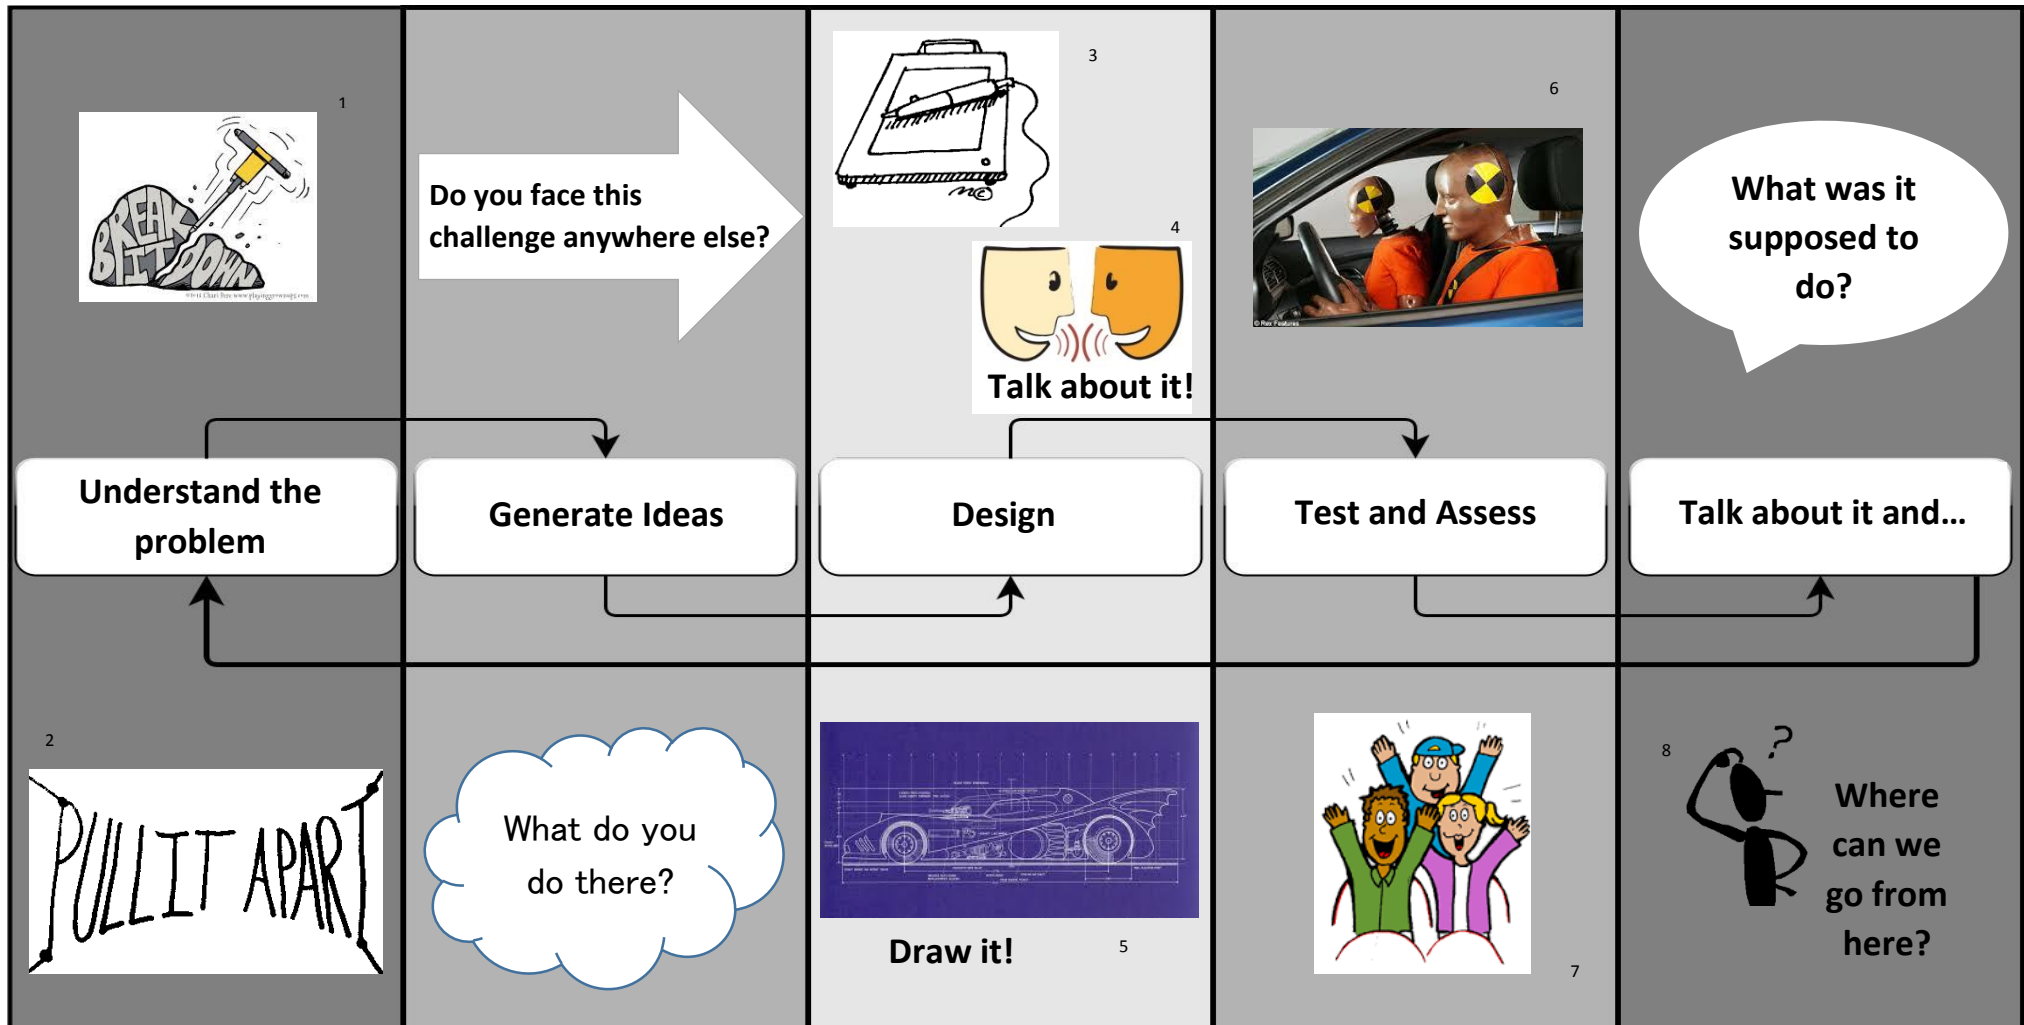 1
BREAK
IT
DOWN
Do you face this
challenge anywhere else?
3
4
Talk about it!
6
© Rex Features
What was it
supposed to
do?
Understand the
problem
Generate Ideas
Design
Test and Assess
Talk about it and...
2
PULL IT APART
What do you
do there?
Draw it!
5
7
8
?
Where
can we
go from
here?